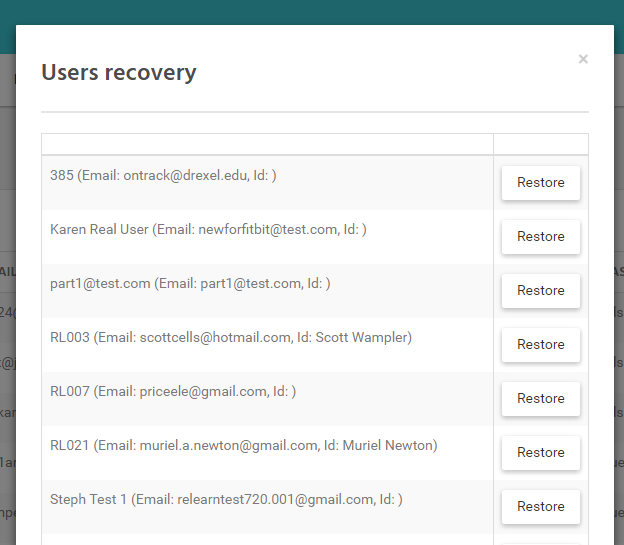 Users recovery
×
385 (Email: ontrack@drexel.edu, Id: )
Restore
Karen Real User (Email: newforfitbit@test.com, Id: )
Restore
part1@test.com (Email: part1@test.com, Id: )
Restore
RL003 (Email: scottcells@hotmail.com, Id: Scott Wampler)
Restore
RL007 (Email: priceele@gmail.com, Id: )
Restore
RL021 (Email: muriel.a.newton@gmail.com, Id: Muriel Newton)
Restore
Steph Test 1 (Email: relearntest720.001@gmail.com, Id: )
Restore